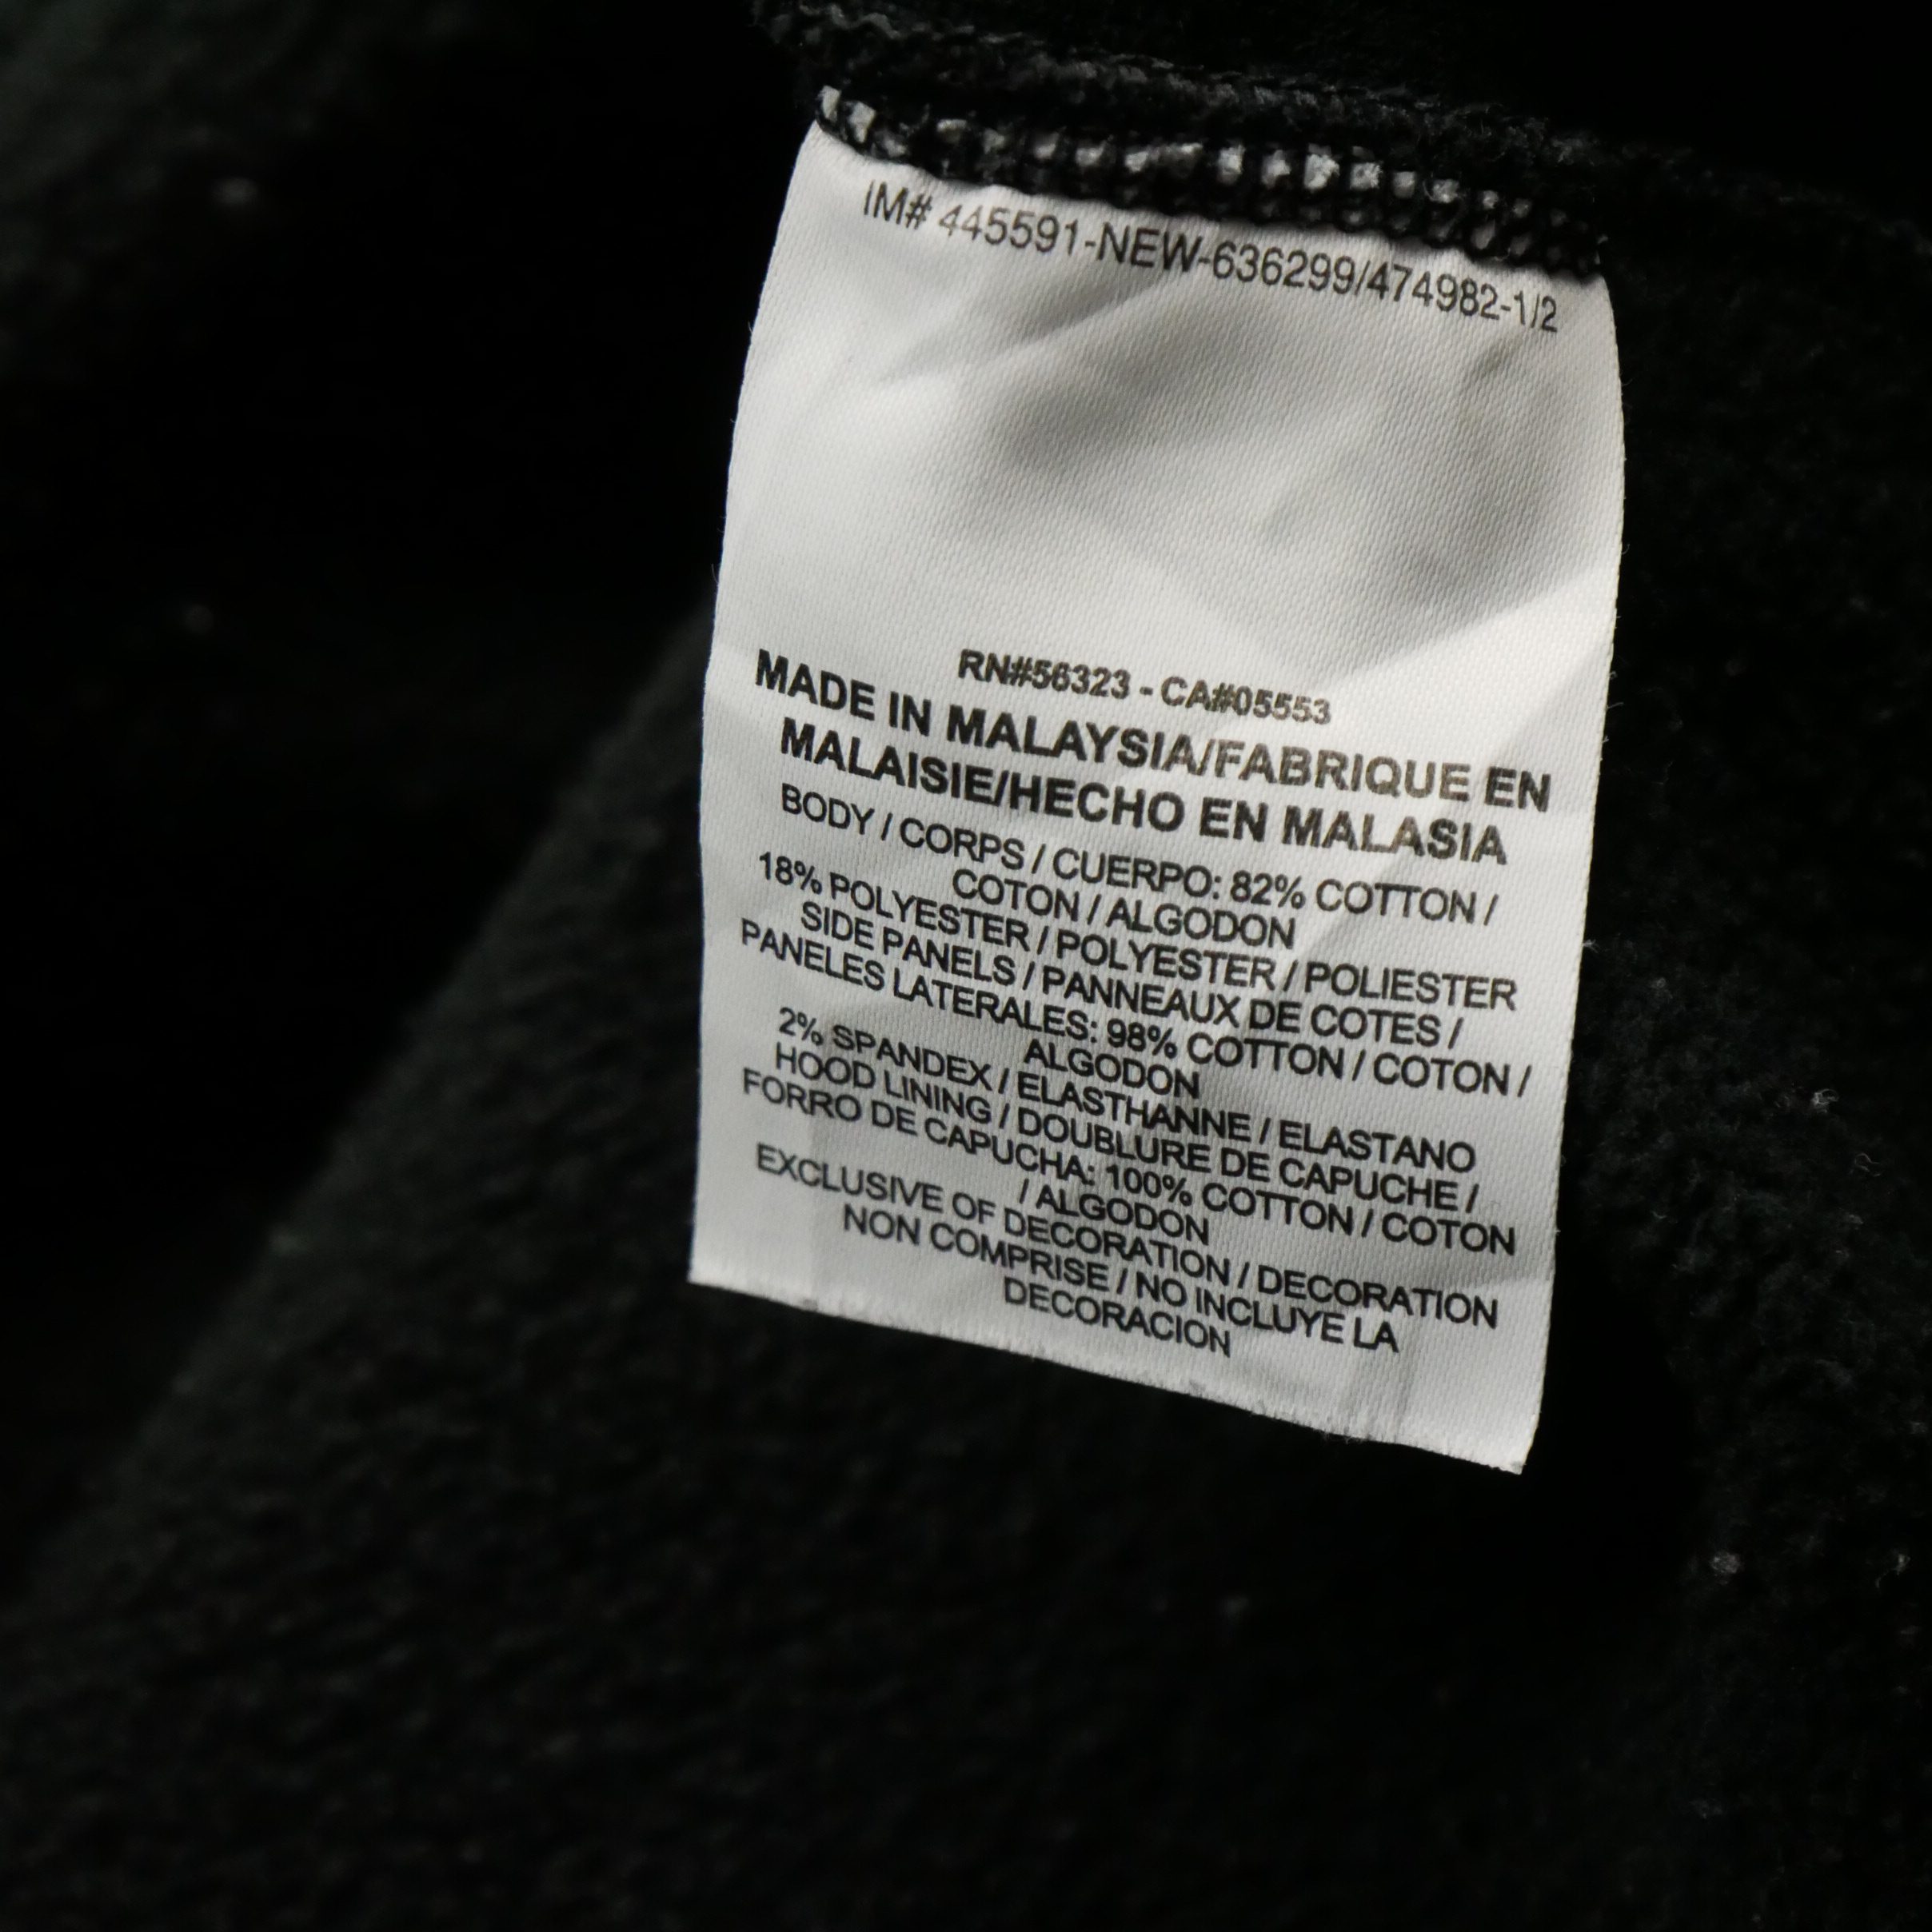 IM# 445591-NEW-636299/474982-1/2
RN#56323 - CA#05553
MADE IN MALAYSIA/FABRIQUE EN
MALAISIE/HECHO EN MALASIA
BODY / CORPS / CUERPO: 82% COTTON /
COTON / ALGODON
18% POLYESTER / POLYESTER / POLIESTER
SIDE PANELS / PANNEAUX DE COTES /
PANELES LATERALES: 98% COTTON / COTON /
ALGODON
2% SPANDEX / ELASTHANNE / ELASTANO
HOOD LINING / DOUBLURE DE CAPUCHE /
FORRO DE CAPUCHA: 100% COTTON / COTON
/ ALGODON
EXCLUSIVE OF DECORATION / DECORATION
NON COMPRISE / NO INCLUYE LA
DECORACION